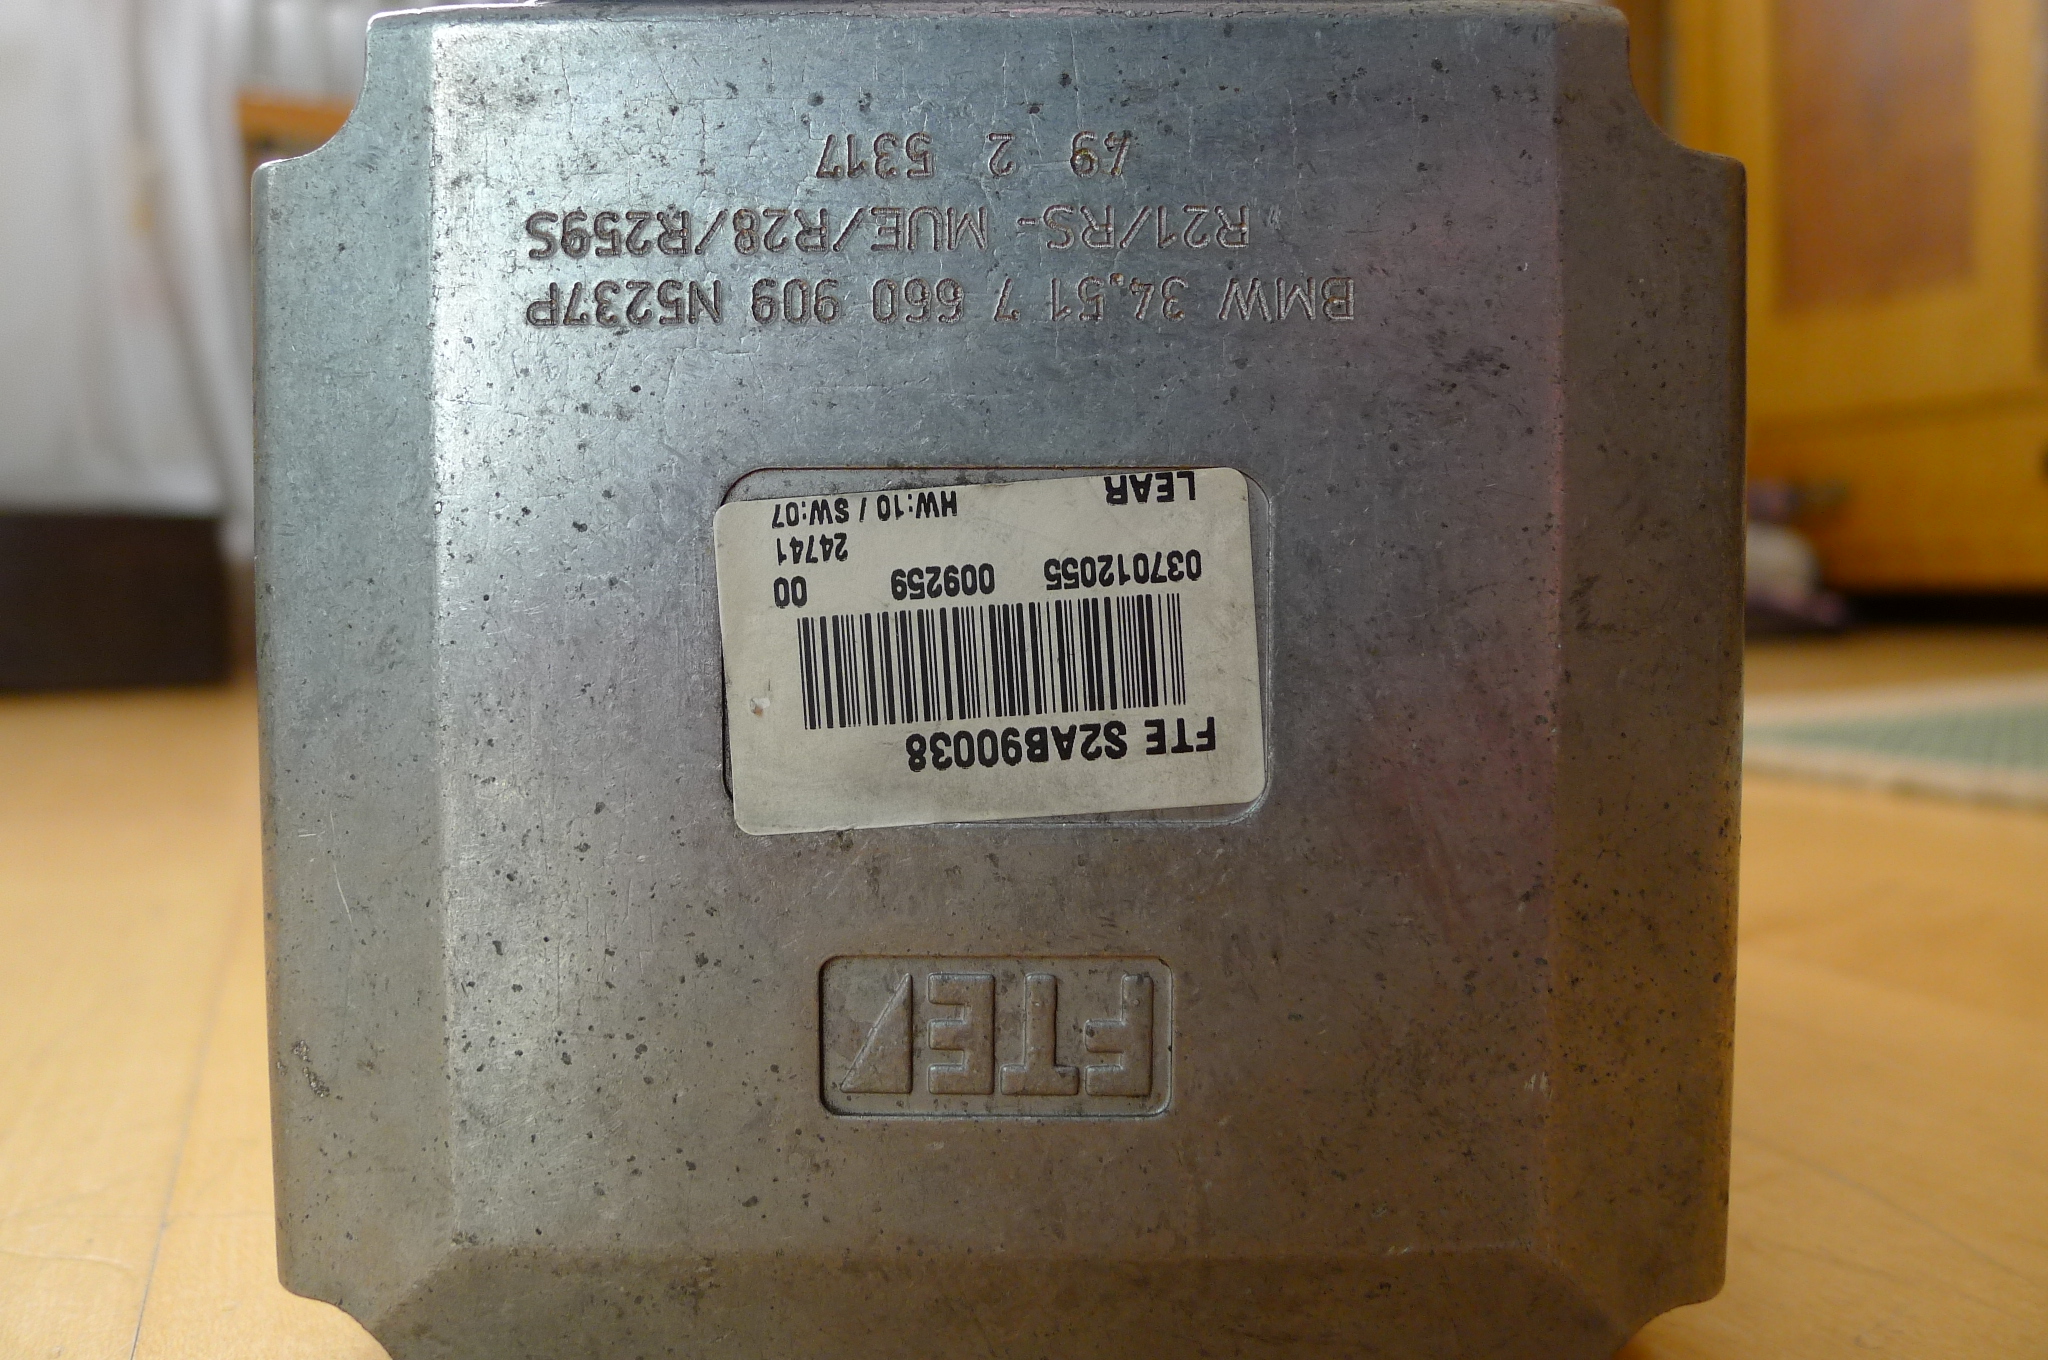 FTE
FTE S2AB90038
037012055 009259 00
24741
LEAR HW:10 / SW:07
BMW 34.51 7 660 909 N5237P
R21/RS- MUE/R28/R259S
49 2 5317